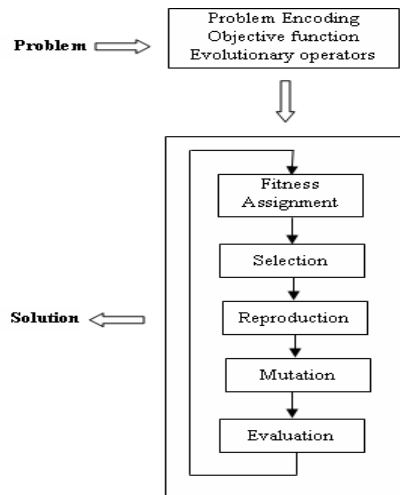 Problem Encoding
Problem
Objective function
Evolutionary operators
Fitness
Assignment
Selection
Solution
Reproduction
Mutation
Evaluation